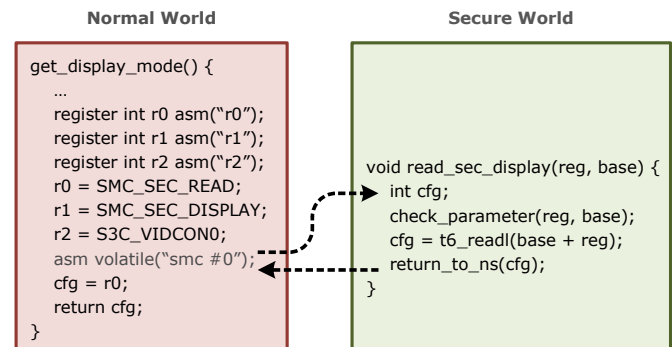 Normal World
get_display_mode() {
…
register int r0 asm(“r0”);
register int r1 asm(“r1”);
register int r2 asm(“r2”);
r0 = SMC_SEC_READ;
r1 = SMC_SEC_DISPLAY;
r2 = S3C_VIDCON0;
asm volatile(“smc #0”);
cfg = r0;
return cfg;
}
Secure World
void read_sec_display(reg, base) {
int cfg;
check_parameter(reg, base);
cfg = t6_readl(base + reg);
return_to_ns(cfg);
}